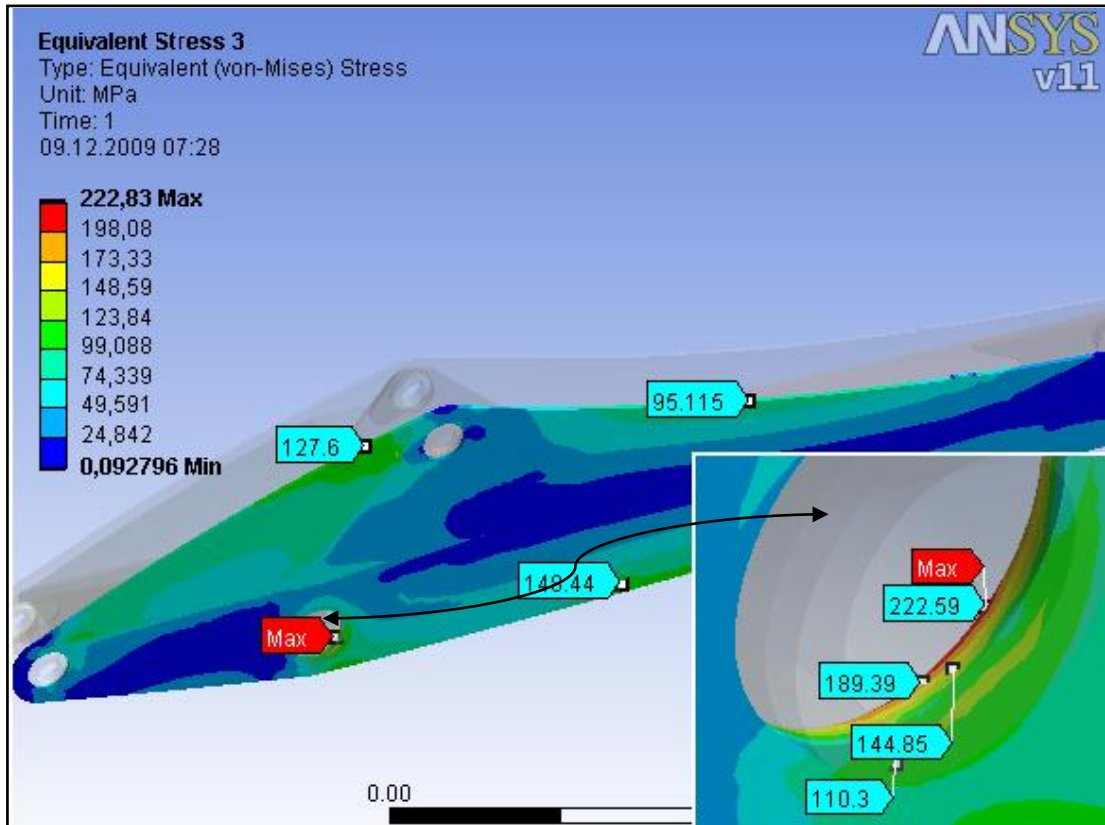 Equivalent Stress 3
Type: Equivalent (von-Mises) Stress
Unit: MPa
Time: 1
09.12.2009 07:28
ANSYS
v11
222,83 Max
198,08
173,33
148,59
123,84
99,088
74,339
49,591
24,842
0,092796 Min
95.115
127.6
148.44
Max
Max
222.59
189.39
144.85
110.3
0.00